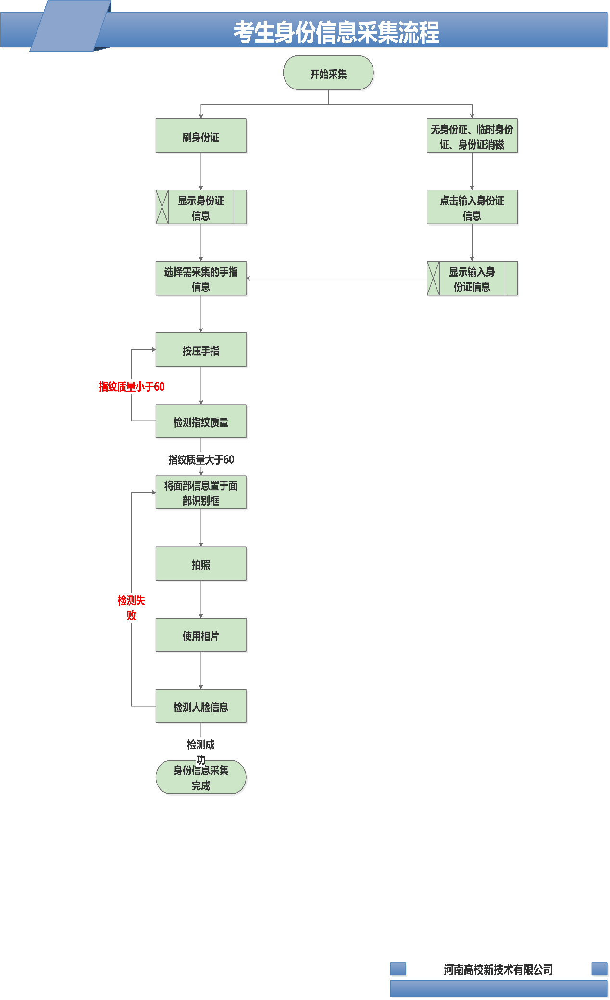 考生身份信息采集流程
开始采集
刷身份证
无身份证、临时身份
证、身份证消磁
显示身份证
信息
点击输入身份证
信息
选择需采集的手指
信息
显示输入身
份证信息
按压手指
指纹质量小于60
检测指纹质量
指纹质量大于60
将面部信息置于面
部识别框
拍照
检测失
败
使用相片
检测人脸信息
检测成
功
身份信息采集
完成
河南高校新技术有限公司